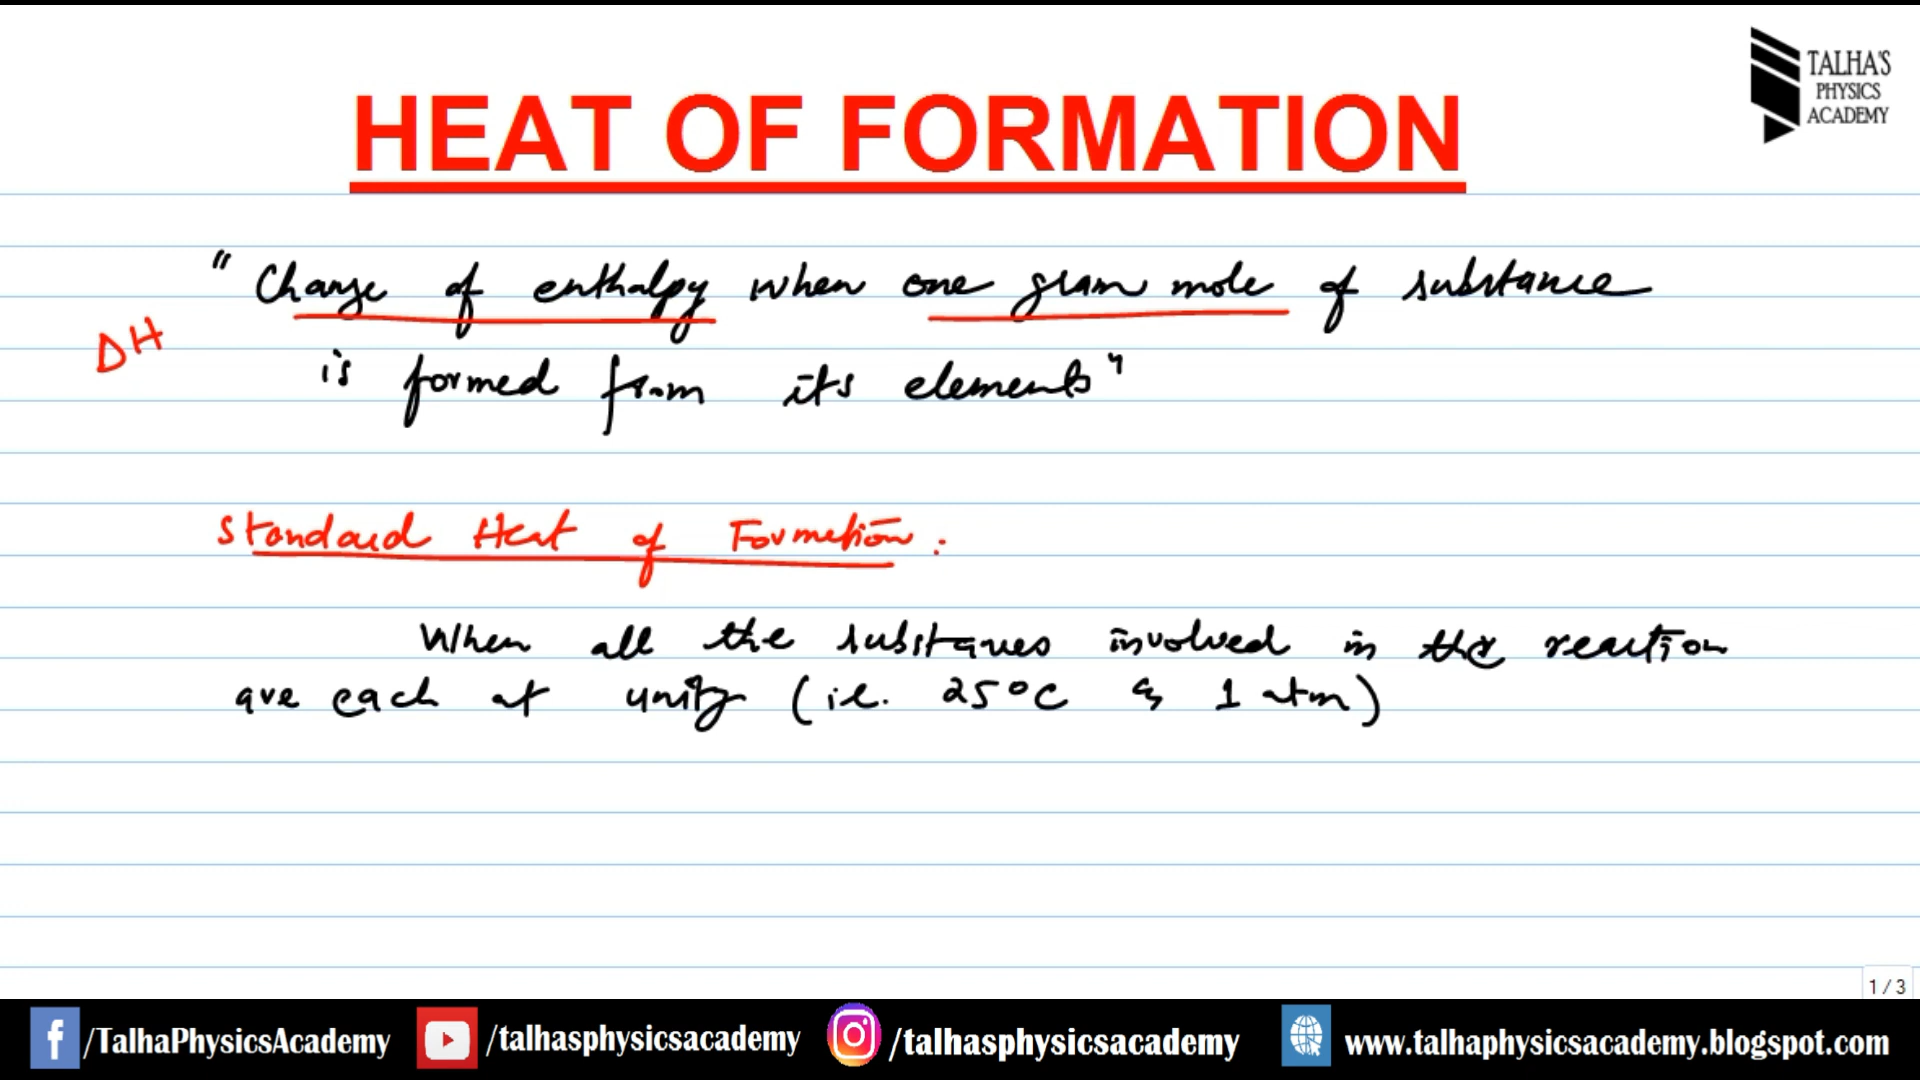 TALHA'S
PHYSICS
ACADEMY
HEAT OF FORMATION
" Change of enthalpy when one gram mole of substance
ΔH
is formed from its elements "
Standard Heat of Formation :
When all the substances involved in the reaction
are each at unity (i.e. 25°C & 1 atm)
1 / 3
/TalhaPhysicsAcademy /talhasphysicsacademy /talhasphysicsacademy www.talhaphysicsacademy.blogspot.com